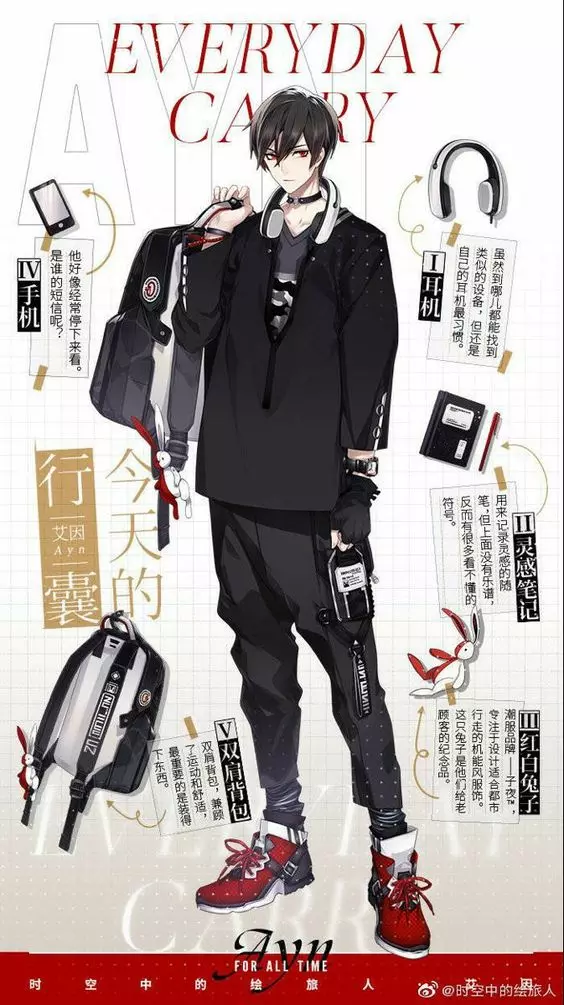 EVERYDAY
CARRY
AYN
I 耳机
虽然到哪儿都能找到
类似的设备，但还是
自己的耳机最习惯。
IV 手机
他好像经常停下来看。
是谁的短信呢？
今天的
行囊
艾因
Ayn
II 灵感笔记
用来记录灵感的随
笔，但上面没有乐谱，
反而有很多看不懂的
符号。
III 红白兔子
潮服品牌——子夜™，
专注于设计适合都市
行走的机能风服饰。
这只兔子是他们给老
顾客的纪念品。
V 双肩背包
双肩背包，兼顾
了运动和舒适，
最重要的是装得
下东西。
EVERYDAY
CARRY
Ayn
FOR ALL TIME
时空中的绘旅人
艾因
@时空中的绘旅人